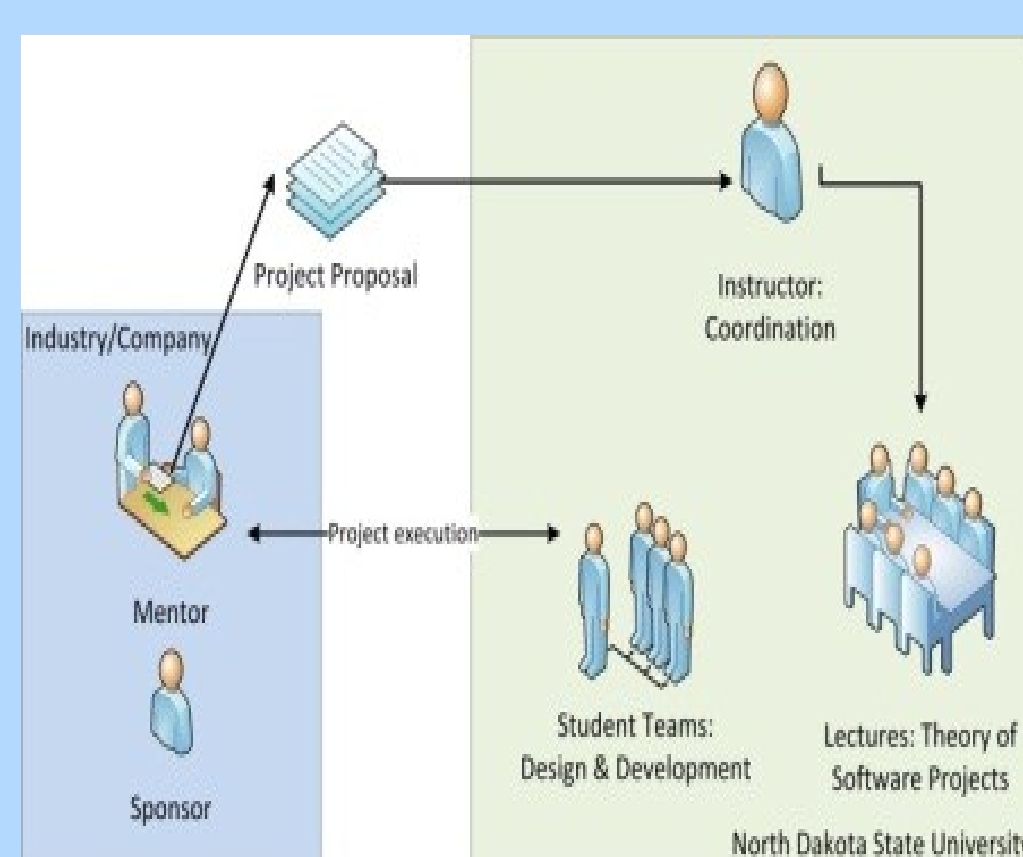 Project Proposal
Instructor:
Coordination
Industry/Company
Project execution
Mentor
Student Teams:
Design & Development
Lectures: Theory of
Software Projects
Sponsor
North Dakota State University